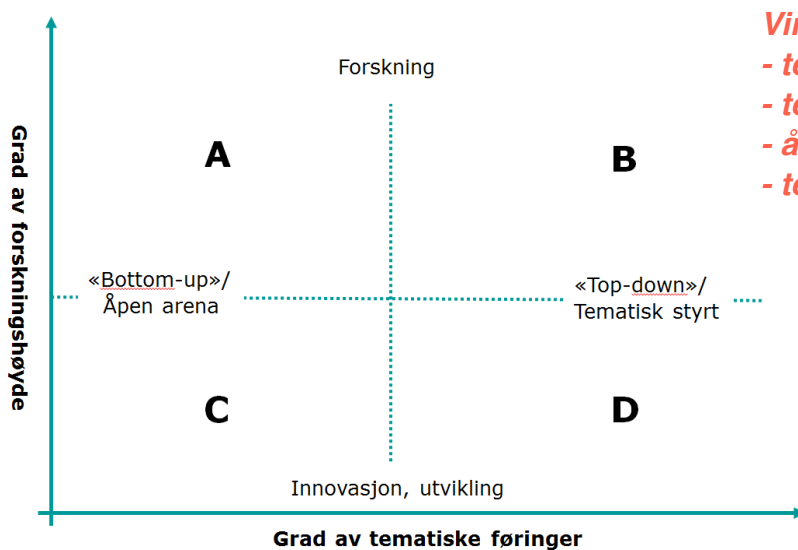 Forskning
A
B
Grad av forskningshøyde
«Bottom-up»/
Åpen arena
«Top-down»/
Tematisk styrt
C
D
Innovasjon, utvikling
Grad av tematiske føringer